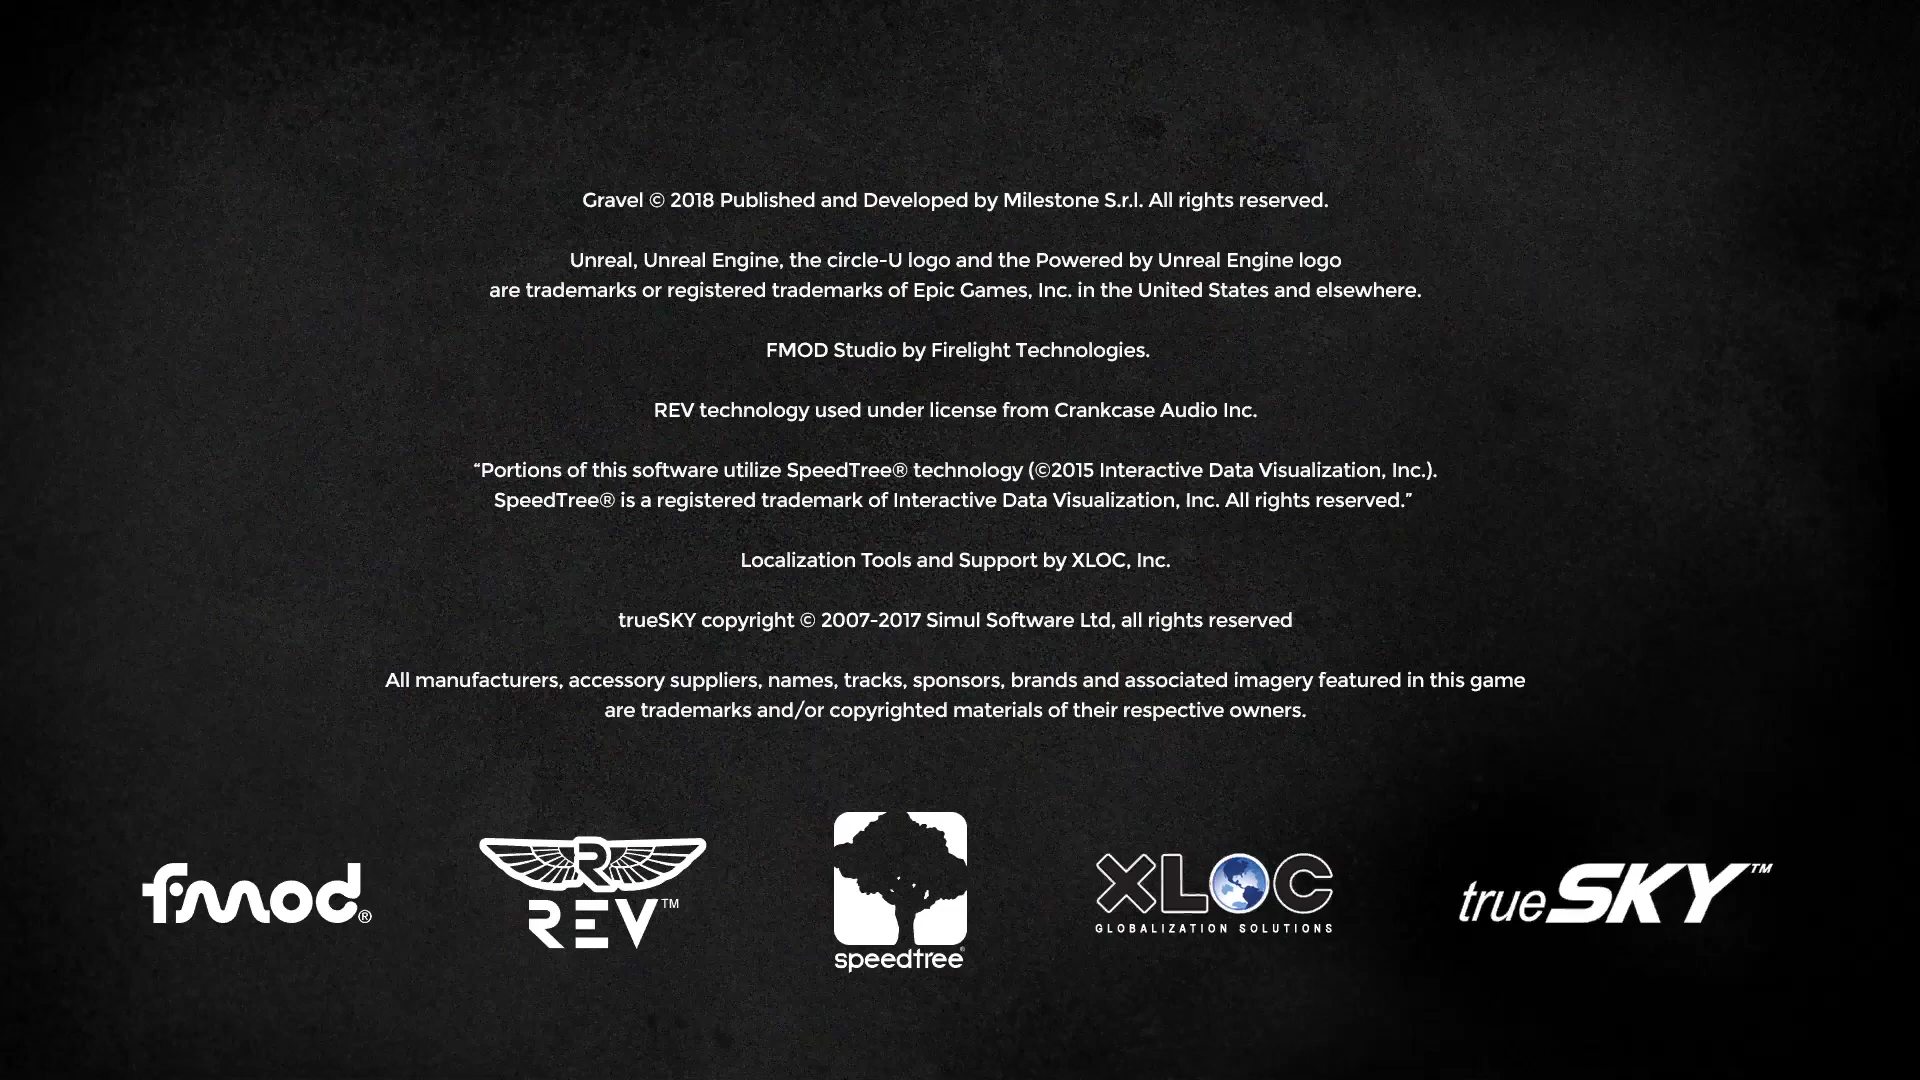 Gravel © 2018 Published and Developed by Milestone S.r.l. All rights reserved.
Unreal, Unreal Engine, the circle-U logo and the Powered by Unreal Engine logo
are trademarks or registered trademarks of Epic Games, Inc. in the United States and elsewhere.
FMOD Studio by Firelight Technologies.
REV technology used under license from Crankcase Audio Inc.
“Portions of this software utilize SpeedTree® technology (©2015 Interactive Data Visualization, Inc.).
SpeedTree® is a registered trademark of Interactive Data Visualization, Inc. All rights reserved.”
Localization Tools and Support by XLOC, Inc.
trueSKY copyright © 2007-2017 Simul Software Ltd, all rights reserved
All manufacturers, accessory suppliers, names, tracks, sponsors, brands and associated imagery featured in this game
are trademarks and/or copyrighted materials of their respective owners.
fmod®
R
REV™
speedtree®
XLOC
GLOBALIZATION SOLUTIONS
trueSKY™